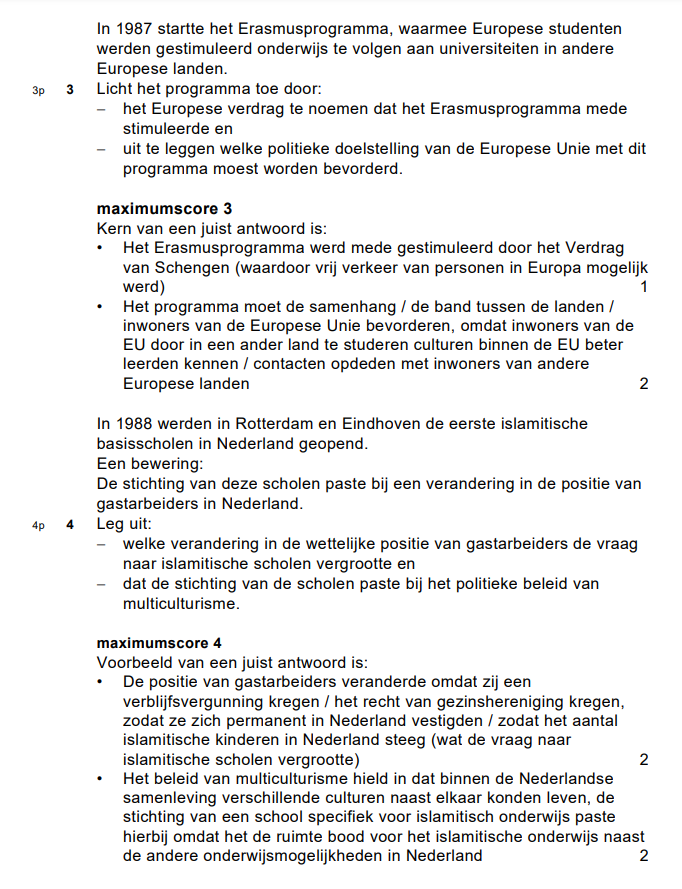 In 1987 startte het Erasmusprogramma, waarmee Europese studenten
werden gestimuleerd onderwijs te volgen aan universiteiten in andere
Europese landen.
3p 3 Licht het programma toe door:
– het Europese verdrag te noemen dat het Erasmusprogramma mede
stimuleerde en
– uit te leggen welke politieke doelstelling van de Europese Unie met dit
programma moest worden bevorderd.
maximumscore 3
Kern van een juist antwoord is:
• Het Erasmusprogramma werd mede gestimuleerd door het Verdrag
van Schengen (waardoor vrij verkeer van personen in Europa mogelijk
werd) 1
• Het programma moet de samenhang / de band tussen de landen /
inwoners van de Europese Unie bevorderen, omdat inwoners van de
EU door in een ander land te studeren culturen binnen de EU beter
leerden kennen / contacten opdeden met inwoners van andere
Europese landen 2
In 1988 werden in Rotterdam en Eindhoven de eerste islamitische
basisscholen in Nederland geopend.
Een bewering:
De stichting van deze scholen paste bij een verandering in de positie van
gastarbeiders in Nederland.
4p 4 Leg uit:
– welke verandering in de wettelijke positie van gastarbeiders de vraag
naar islamitische scholen vergrootte en
– dat de stichting van de scholen paste bij het politieke beleid van
multiculturisme.
maximumscore 4
Voorbeeld van een juist antwoord is:
• De positie van gastarbeiders veranderde omdat zij een
verblijfsvergunning kregen / het recht van gezinshereniging kregen,
zodat ze zich permanent in Nederland vestigden / zodat het aantal
islamitische kinderen in Nederland steeg (wat de vraag naar
islamitische scholen vergrootte) 2
• Het beleid van multiculturisme hield in dat binnen de Nederlandse
samenleving verschillende culturen naast elkaar konden leven, de
stichting van een school specifiek voor islamitisch onderwijs paste
hierbij omdat het de ruimte bood voor het islamitische onderwijs naast
de andere onderwijsmogelijkheden in Nederland 2